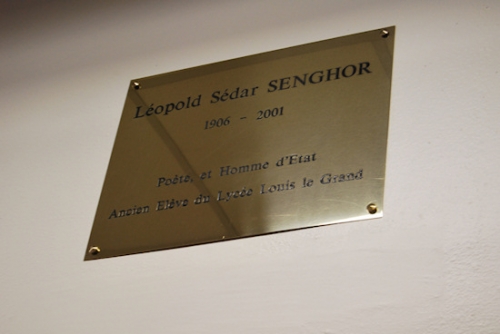 Léopold Sédar SENGHOR
1906 - 2001
Poète, et Homme d'Etat
Ancien Elève du Lycée Louis le Grand